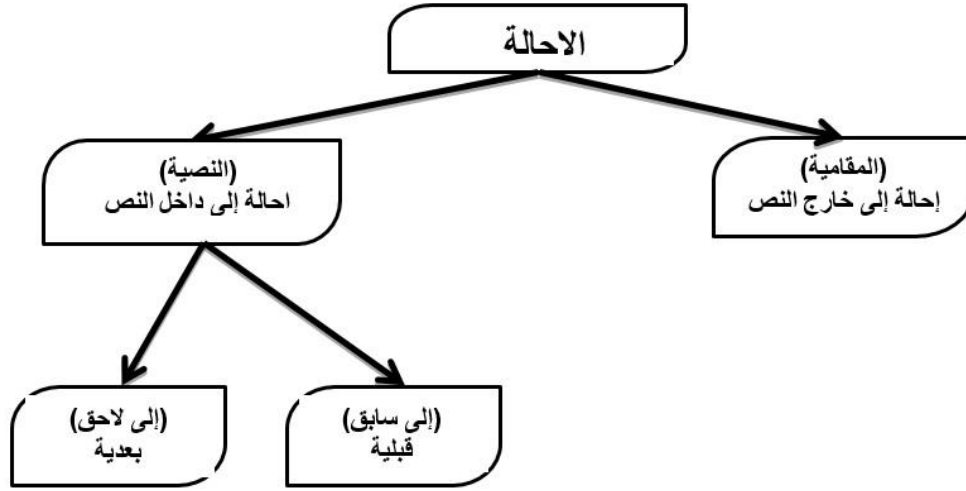 الاحالة
(المقامية)
إحالة إلى خارج النص
(النصية)
احالة إلى داخل النص
(إلى سابق)
قبلية
(إلى لاحق)
بعدية